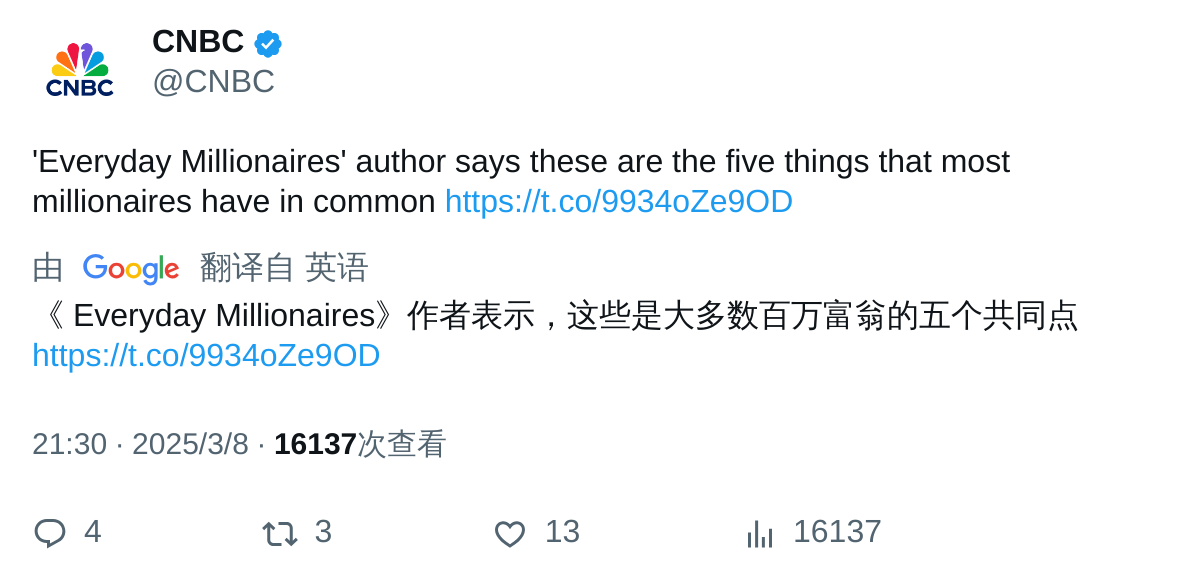 CNBC
@CNBC
CNBC
'Everyday Millionaires' author says these are the five things that most
millionaires have in common https://t.co/9934oZe9OD
由 Google 翻译自 英语
《 Everyday Millionaires》作者表示，这些是大多数百万富翁的五个共同点
https://t.co/9934oZe9OD
21:30 · 2025/3/8 · 16137次查看
4 3 13 16137